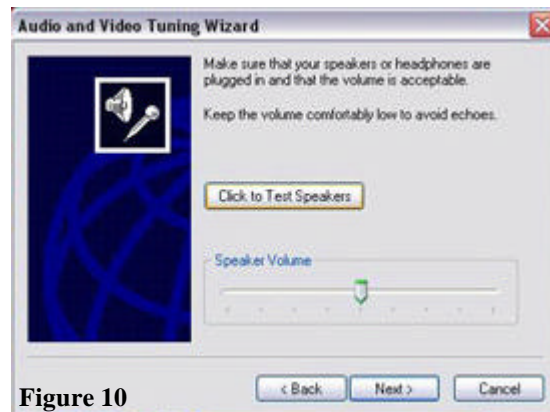 Audio and Video Tuning Wizard
Make sure that your speakers or headphones are
plugged in and that the volume is acceptable.
Keep the volume comfortably low to avoid echoes.
Click to Test Speakers
Speaker Volume
< Back
Next >
Cancel
Figure 10